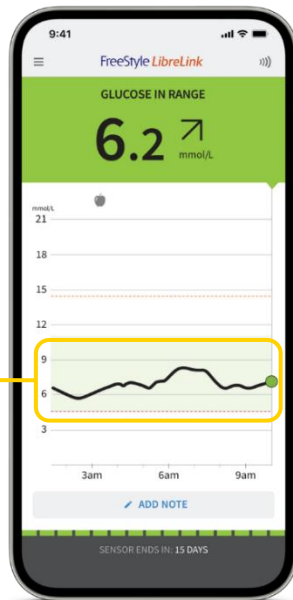 9:41
FreeStyle LibreLink
GLUCOSE IN RANGE
6.2
mmol/L
mmol/L
21
18
15
12
9
6
3
3am 6am 9am
ADD NOTE
SENSOR ENDS IN: 15 DAYS